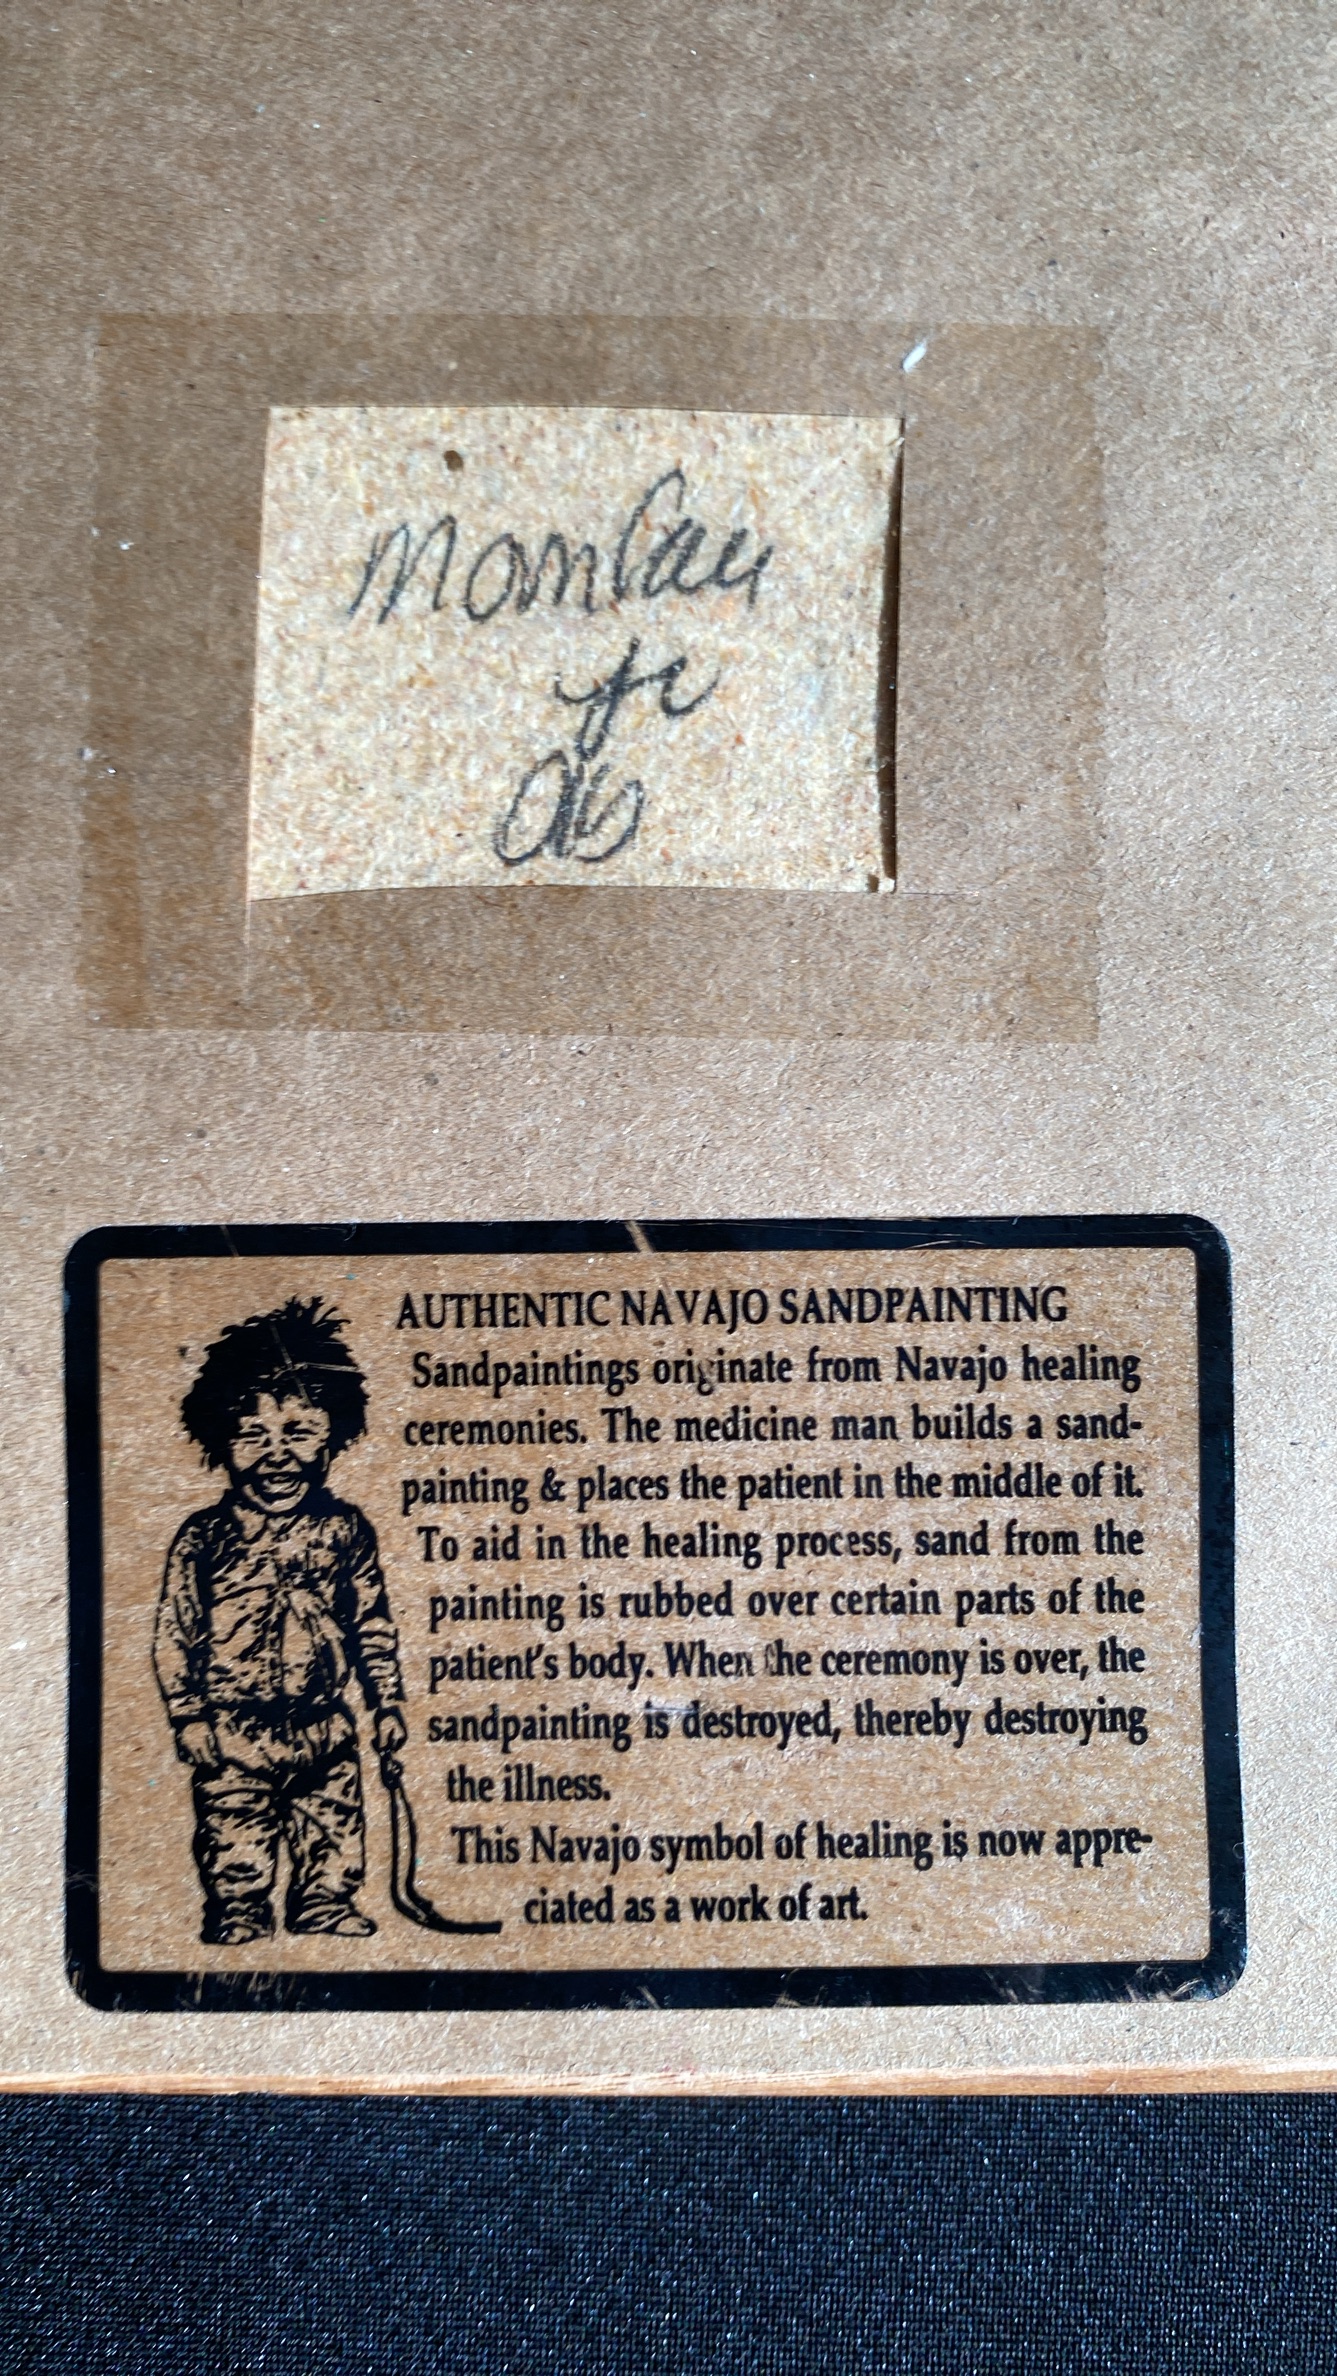 AUTHENTIC NAVAJO SANDPAINTING
Sandpaintings originate from Navajo healing
ceremonies. The medicine man builds a sand-
painting & places the patient in the middle of it.
To aid in the healing process, sand from the
painting is rubbed over certain parts of the
patient's body. When the ceremony is over, the
sandpainting is destroyed, thereby destroying
the illness.
This Navajo symbol of healing is now appre-
ciated as a work of art.